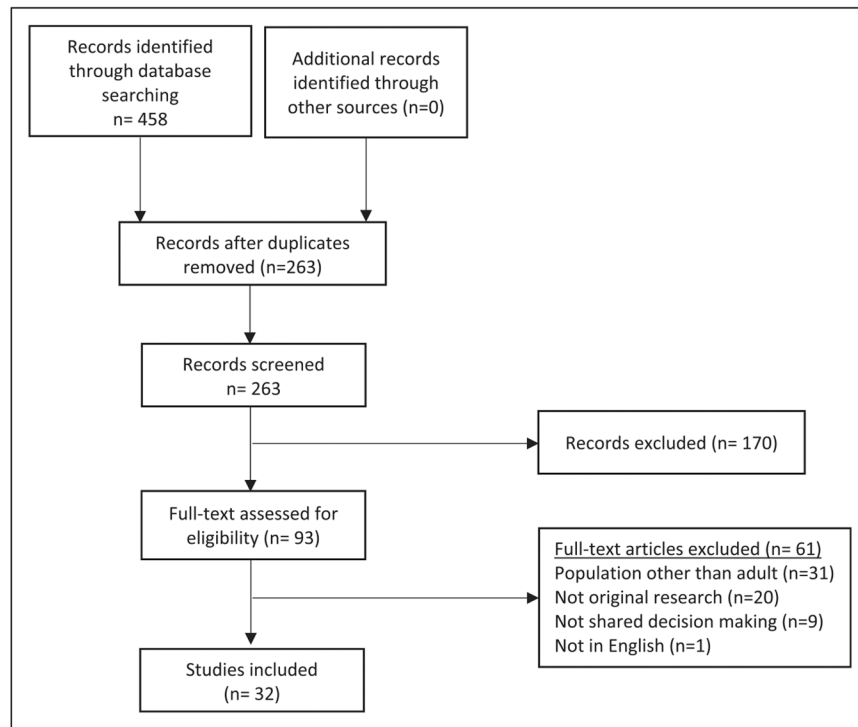 Records identified
through database
searching
n= 458
Additional records
identified through
other sources (n=0)
Records after duplicates
removed (n=263)
Records screened
n= 263
Records excluded (n= 170)
Full-text assessed for
eligibility (n= 93)
Full-text articles excluded (n= 61)
Population other than adult (n=31)
Not original research (n=20)
Not shared decision making (n=9)
Not in English (n=1)
Studies included
(n= 32)